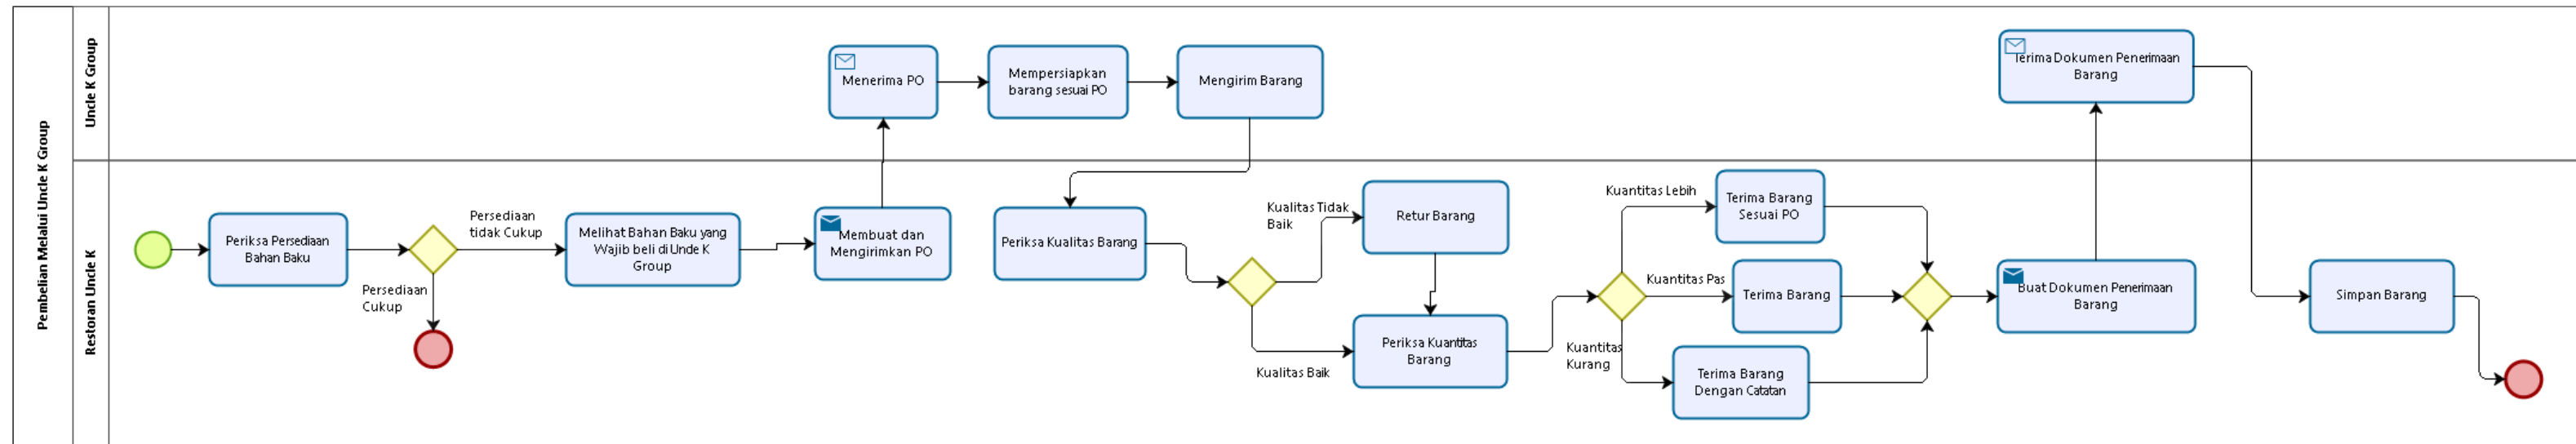 Pembelian Melalui Uncle K Group
Uncle K Group
Menerima PO
Mempersiapkan
barang sesuai PO
Mengirim Barang
Terima Dokumen Penerimaan
Barang
Restoran Uncle K
Periksa Persediaan
Bahan Baku
Persediaan
tidak Cukup
Persediaan
Cukup
Melihat Bahan Baku yang
Wajib beli di Uncle K
Group
Membuat dan
Mengirimkan PO
Periksa Kualitas Barang
Kualitas Tidak
Baik
Kualitas Baik
Retur Barang
Periksa Kuantitas
Barang
Kuantitas Lebih
Kuantitas Pas
Kuantitas
Kurang
Terima Barang
Sesuai PO
Terima Barang
Terima Barang
Dengan Catatan
Buat Dokumen Penerimaan
Barang
Simpan Barang